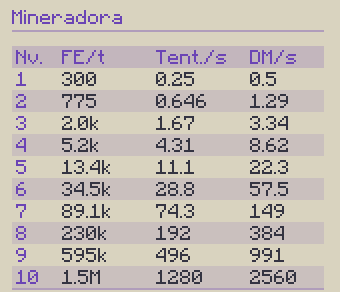 Mineradora
Nv. FE/t Tent./s DM/s
1 300 0.25 0.5
2 775 0.646 1.29
3 2.0k 1.67 3.34
4 5.2k 4.31 8.62
5 13.4k 11.1 22.3
6 34.5k 28.8 57.5
7 89.1k 74.3 149
8 230k 192 384
9 595k 496 991
10 1.5M 1280 2560